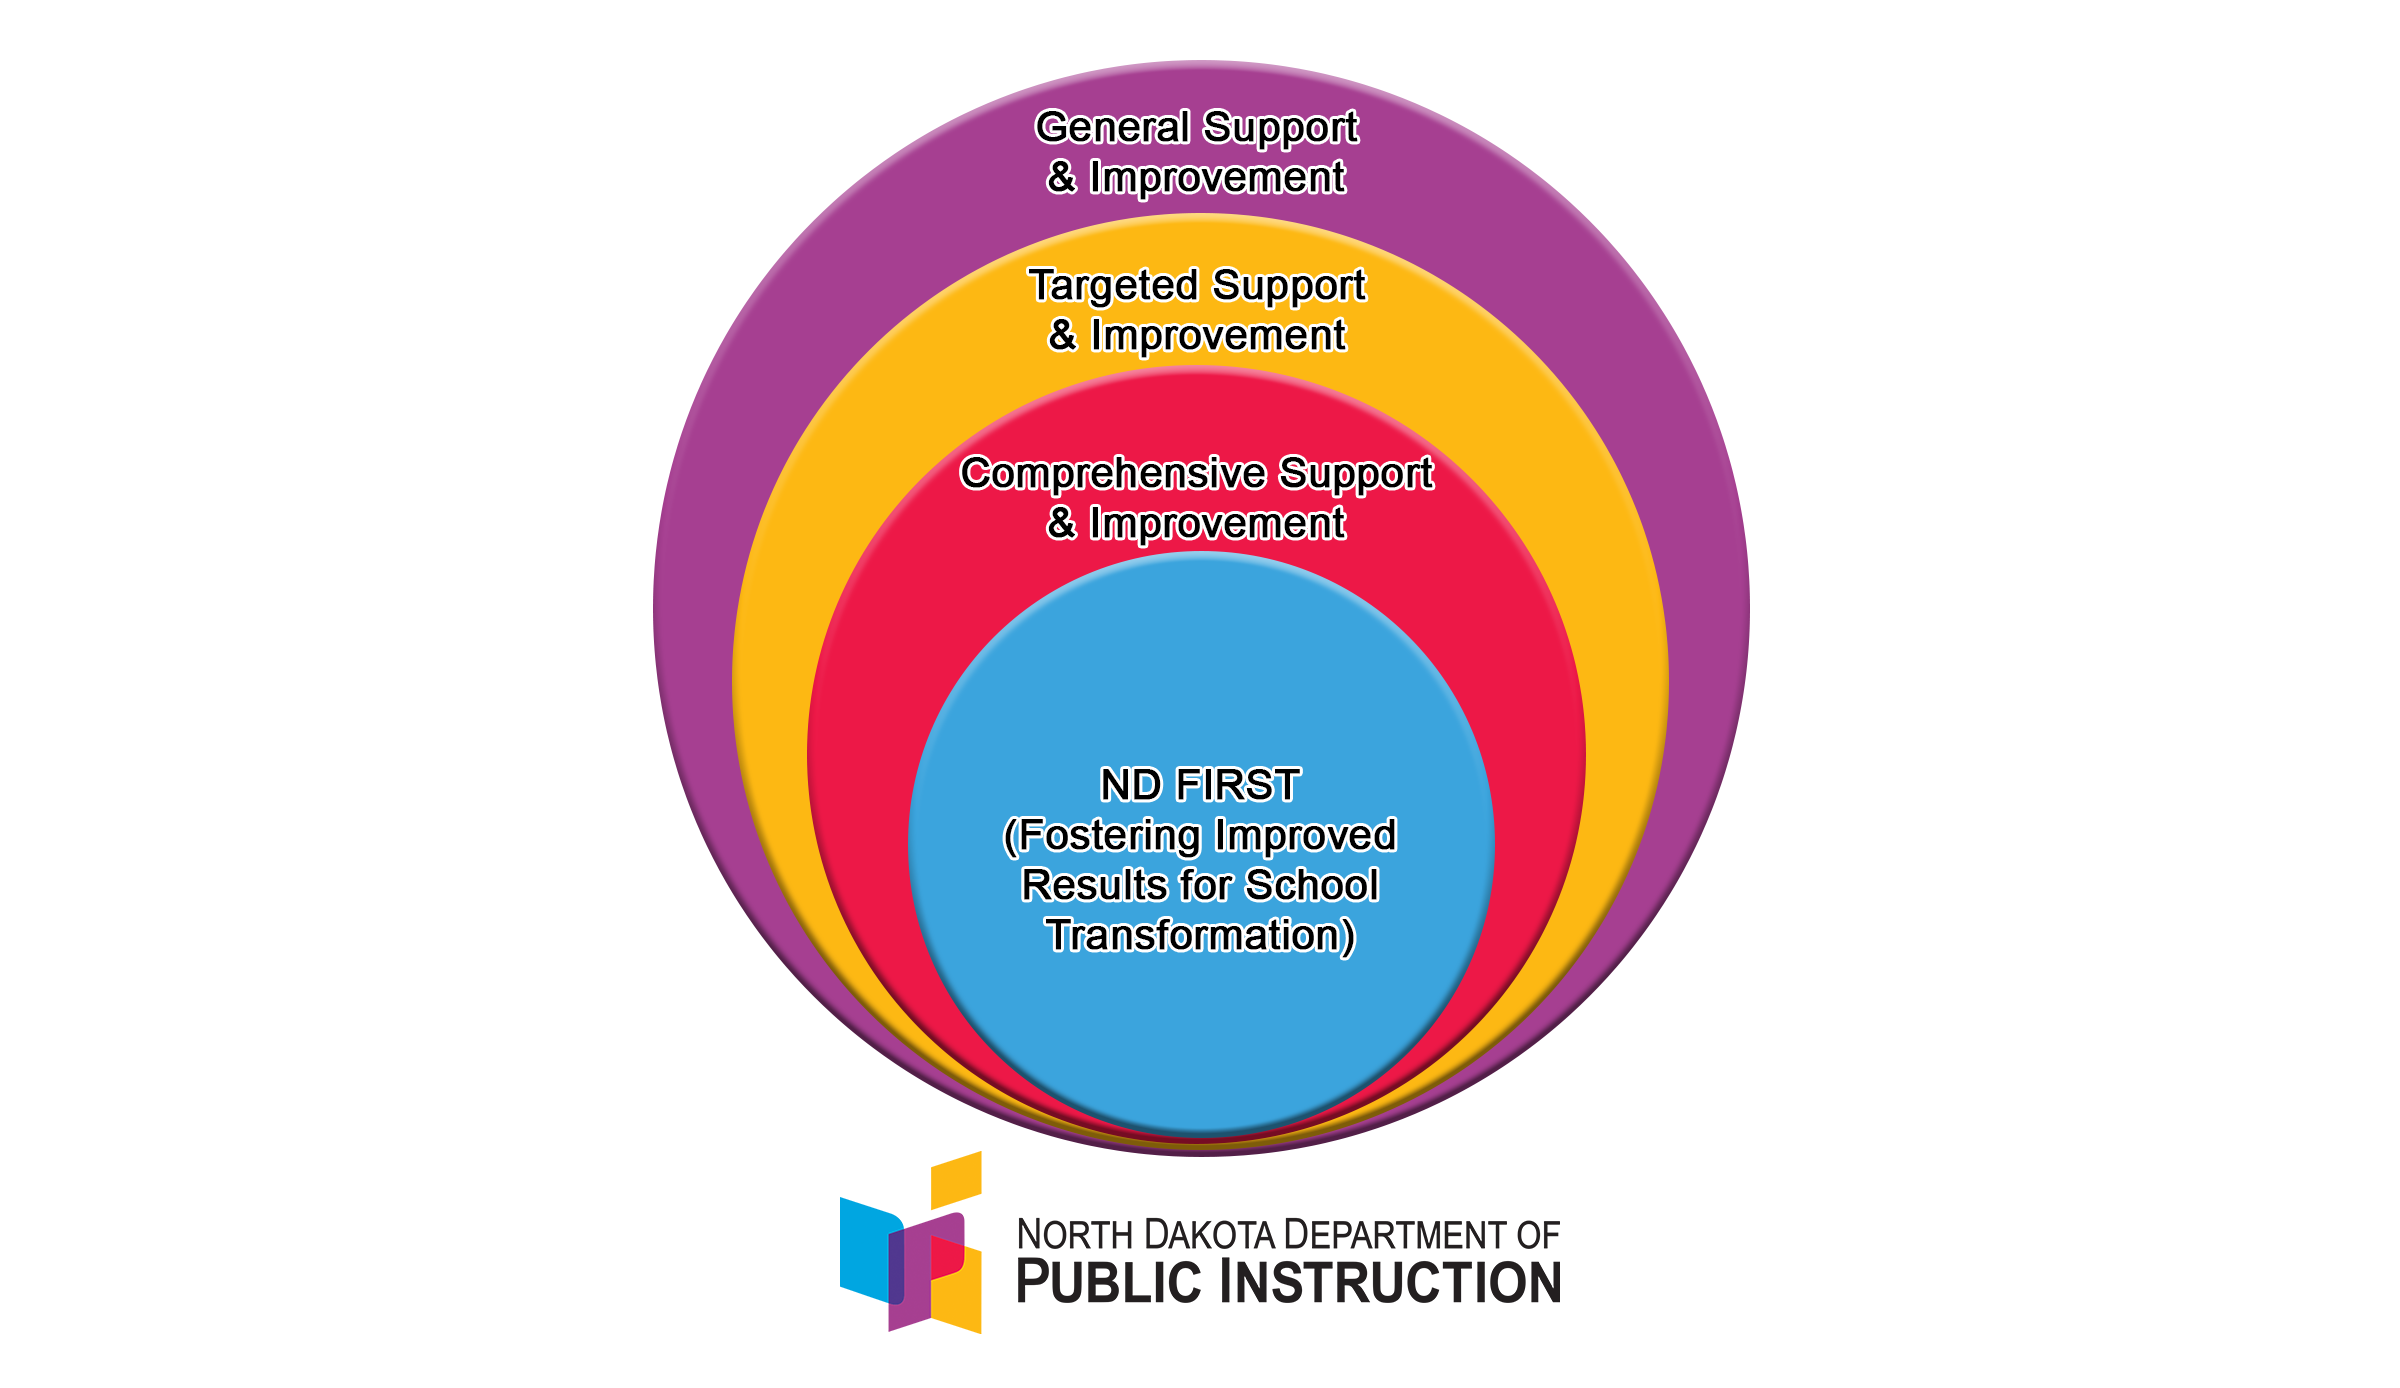 General Support
& Improvement
Targeted Support
& Improvement
Comprehensive Support
& Improvement
ND FIRST
(Fostering Improved
Results for School
Transformation)
NORTH DAKOTA DEPARTMENT OF
PUBLIC INSTRUCTION